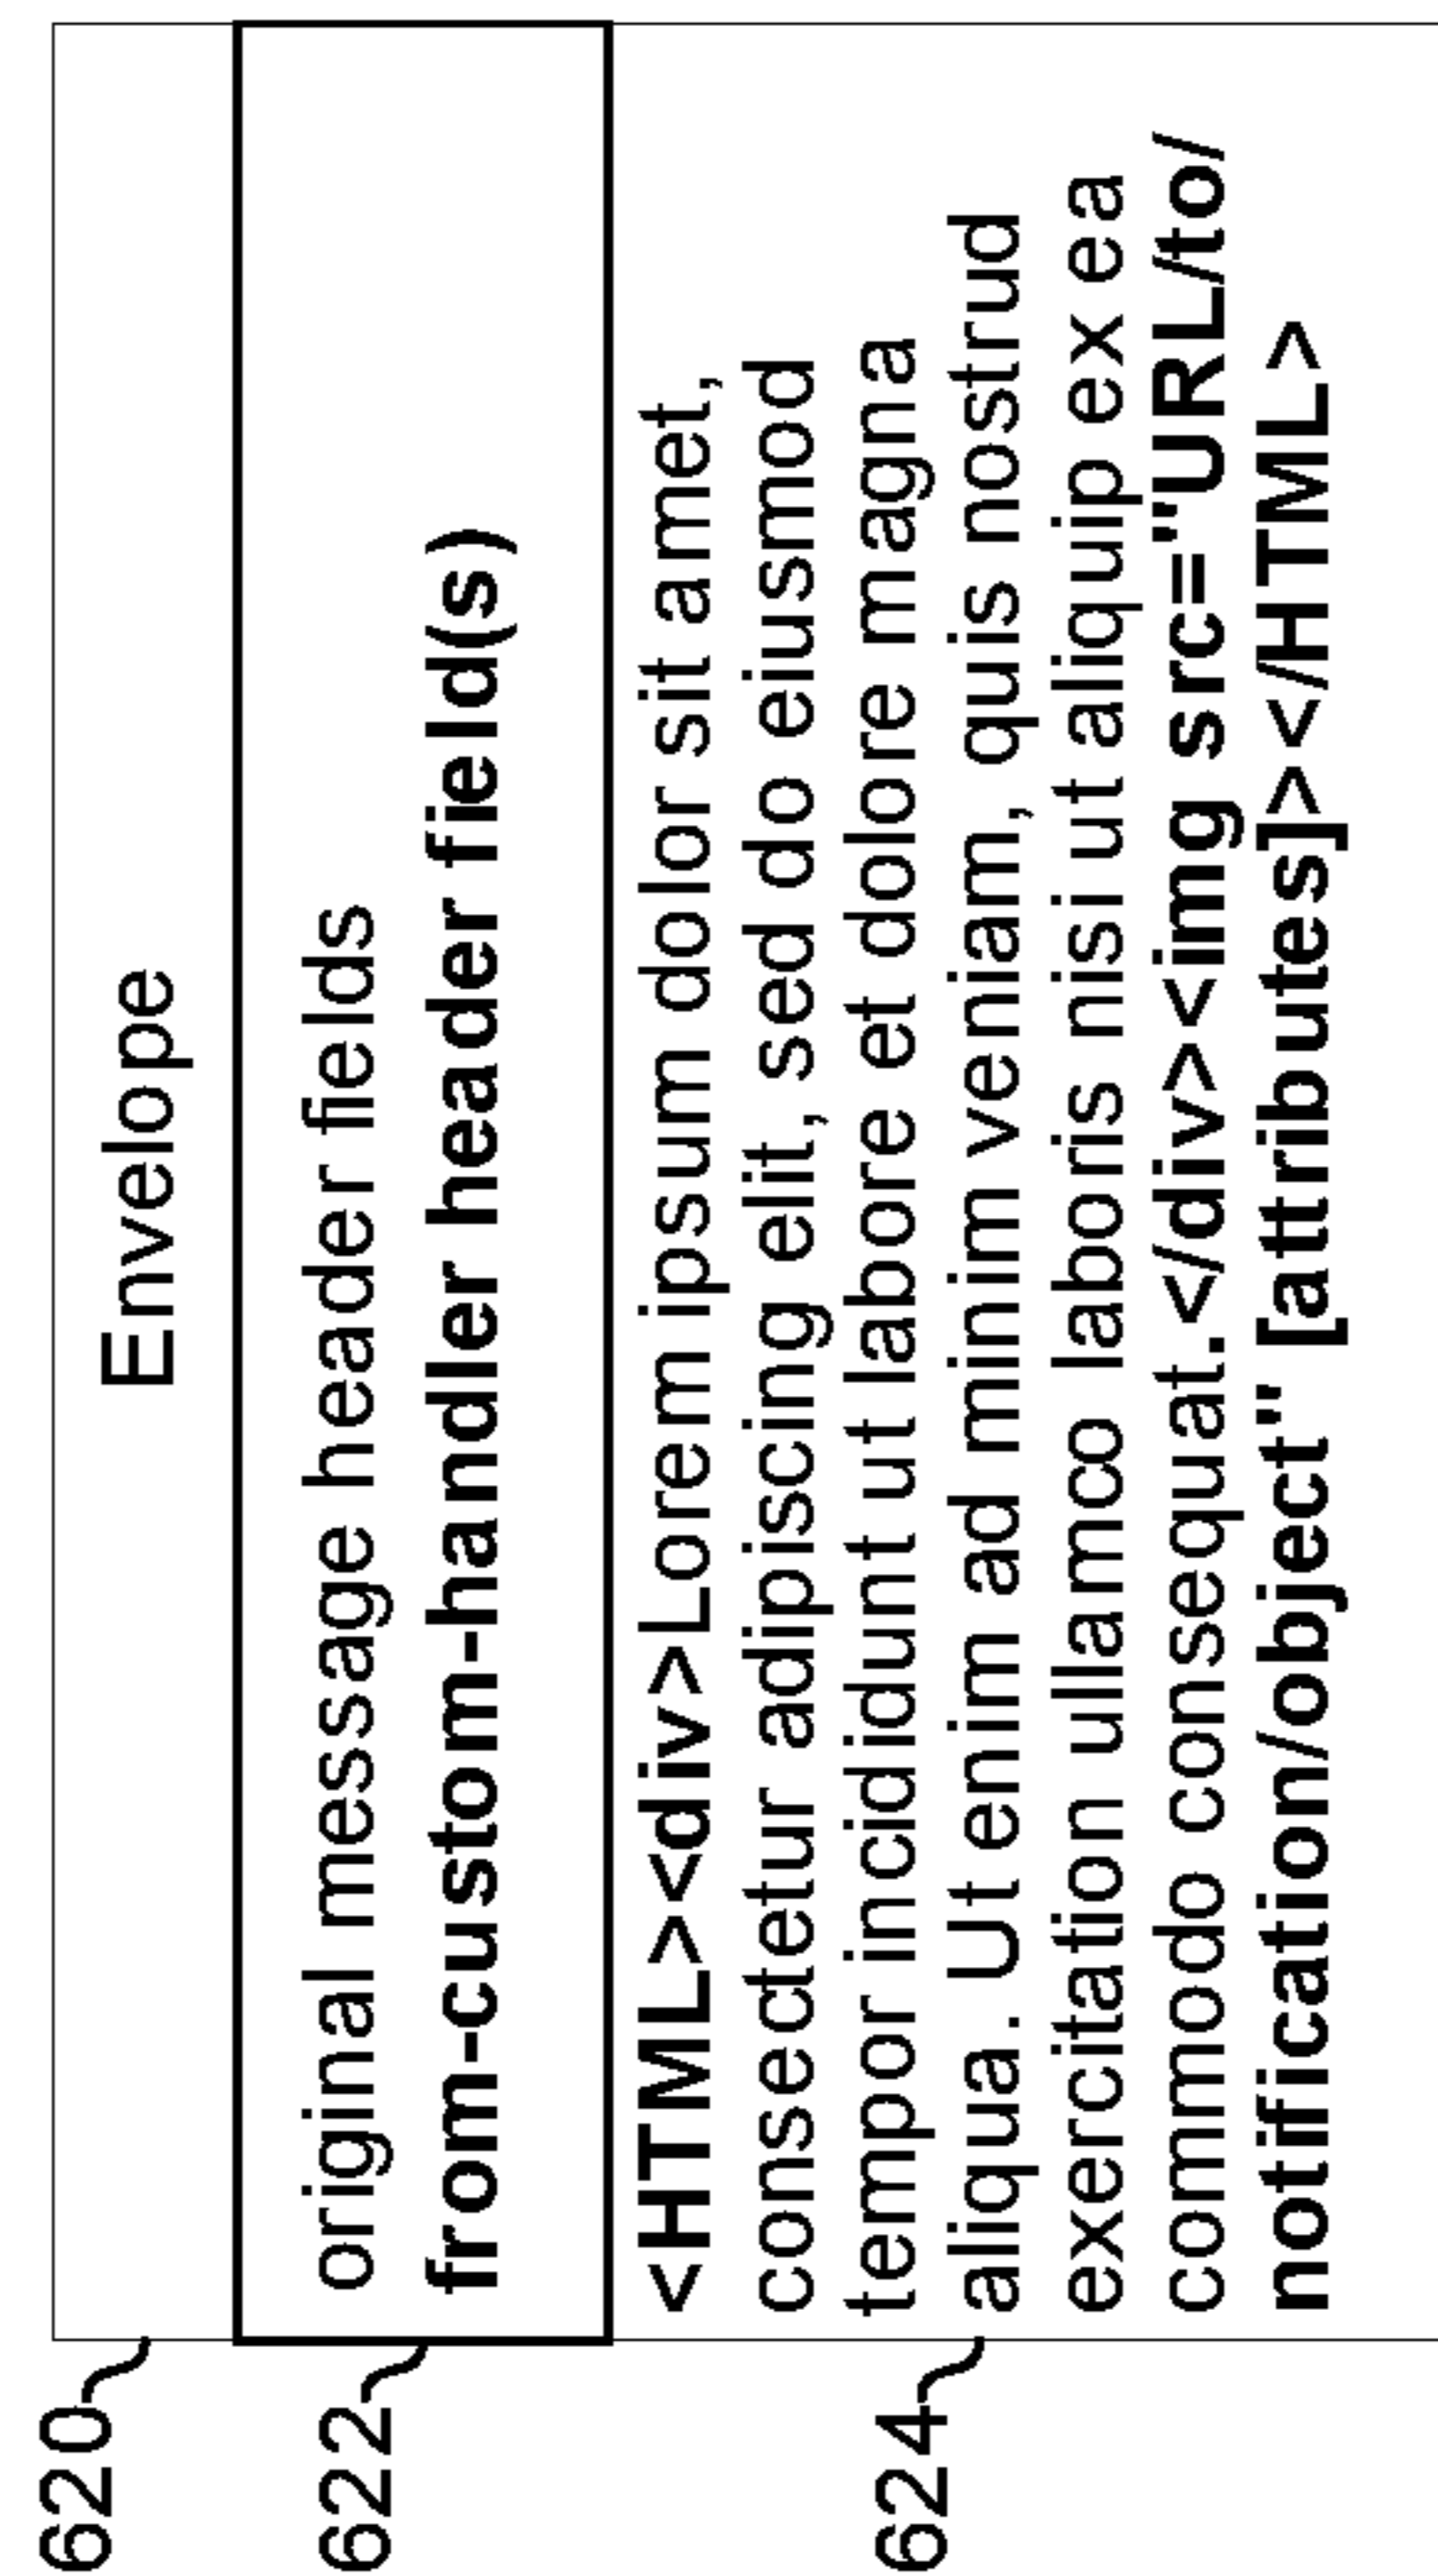 620
Envelope
622
original message header fields
from-custom-handler header field(s)
624
<HTML><div>Lorem ipsum dolor sit amet,
consectetur adipiscing elit, sed do eiusmod
tempor incididunt ut labore et dolore magna
aliqua. Ut enim ad minim veniam, quis nostrud
exercitation ullamco laboris nisi ut aliquip ex ea
commodo consequat.</div><img src="URL/to/
notification/object" [attributes]></HTML>